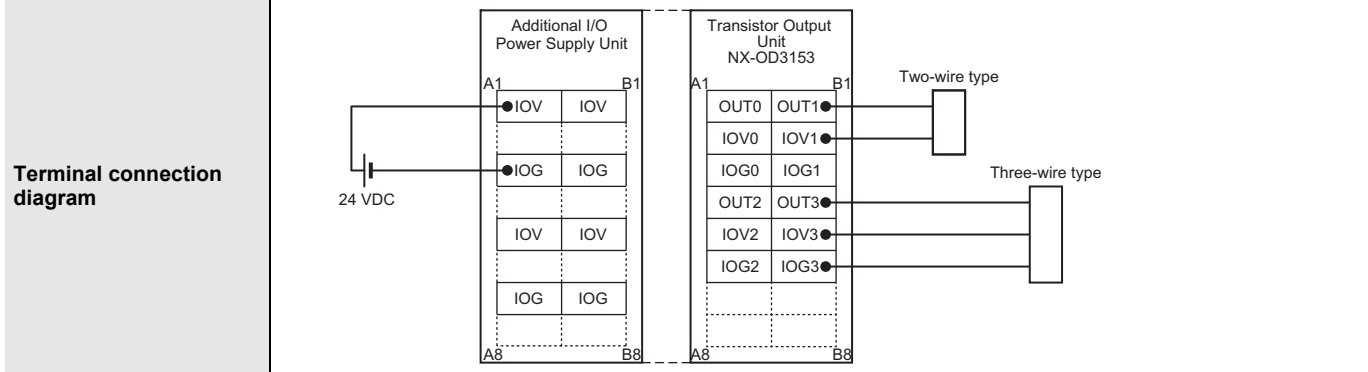 Terminal connection
diagram
24 VDC
Additional I/O
Power Supply Unit
A1 B1
IOV IOV
IOG IOG
IOV IOV
IOG IOG
A8 B8
Transistor Output
Unit
NX-OD3153
A1 B1
OUT0 OUT1
IOV0 IOV1
IOG0 IOG1
OUT2 OUT3
IOV2 IOV3
IOG2 IOG3
A8 B8
Two-wire type
Three-wire type